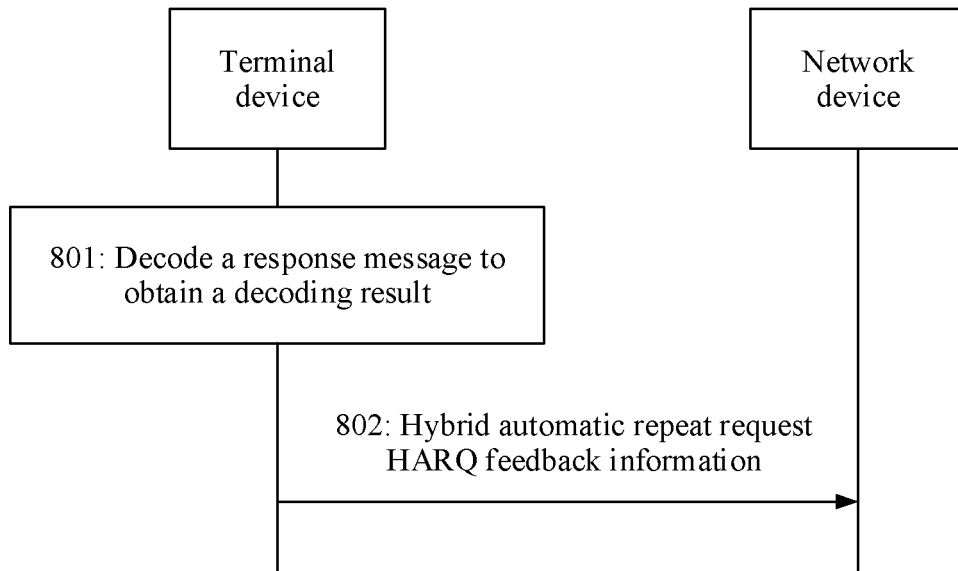 Terminal
device
Network
device
801: Decode a response message to
obtain a decoding result
802: Hybrid automatic repeat request
HARQ feedback information